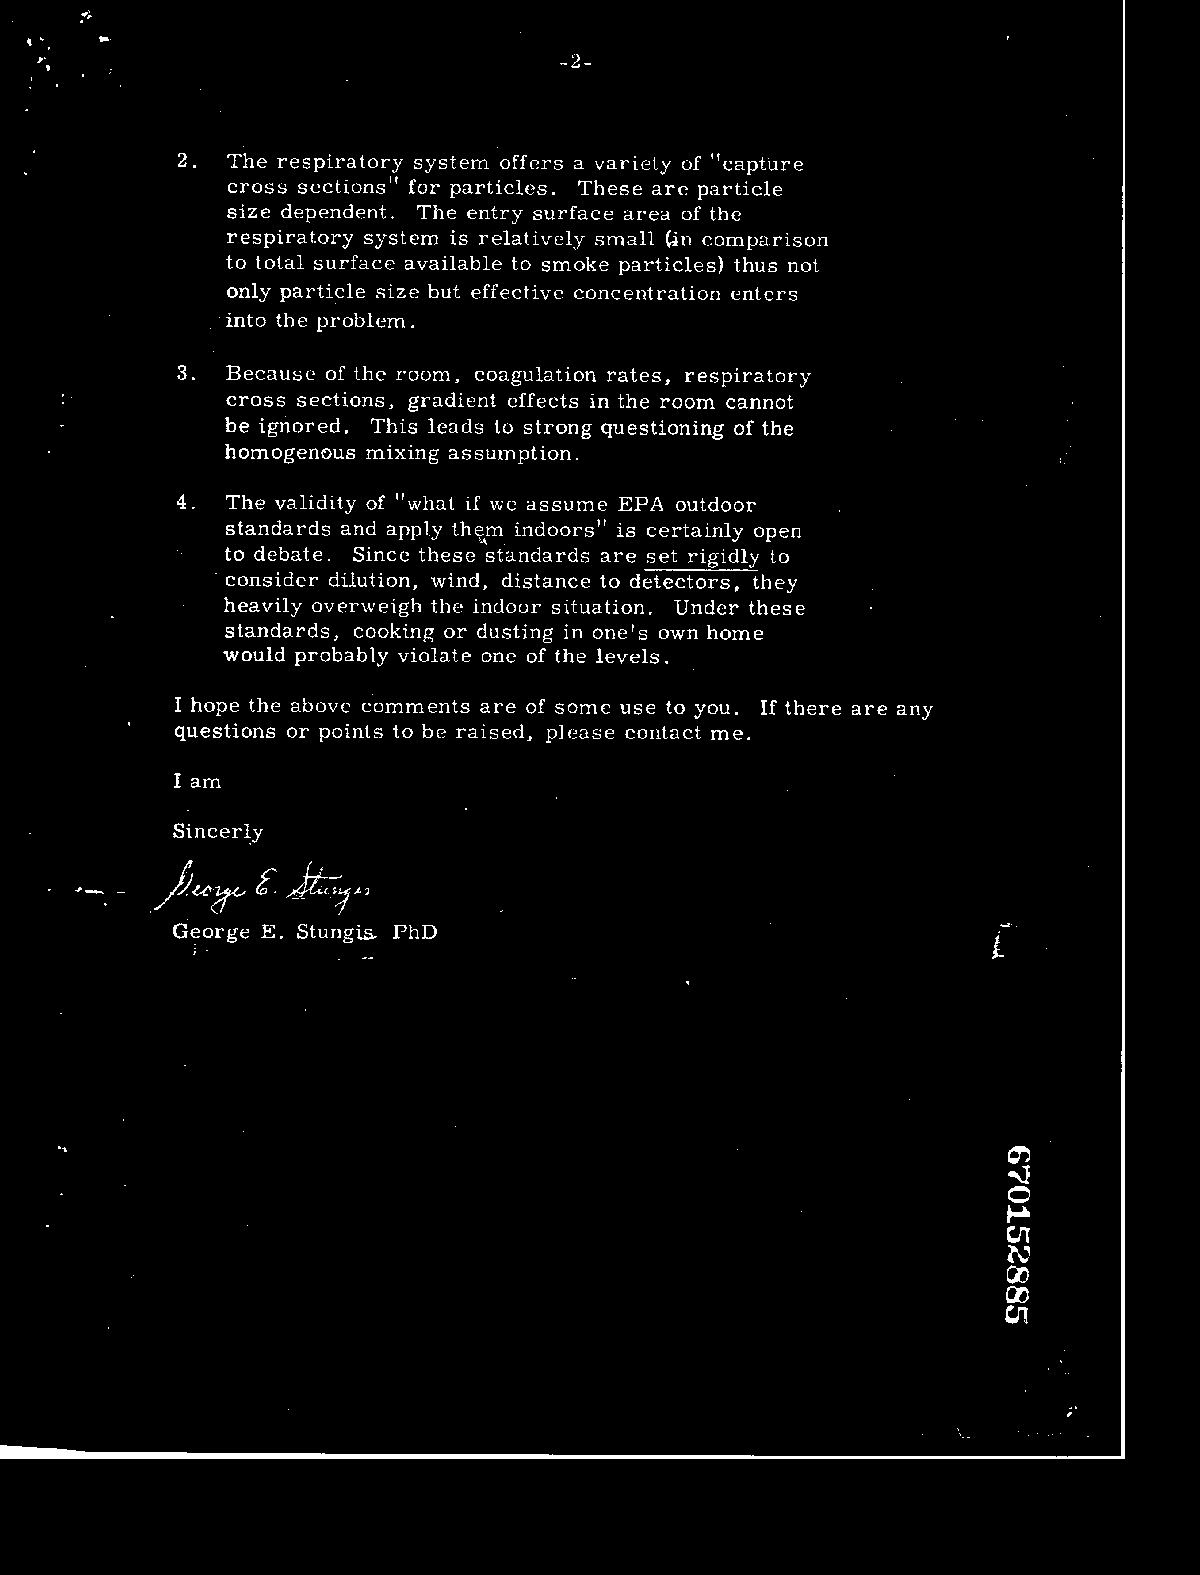 -2-
2. The respiratory system offers a variety of "capture
cross sections" for particles. These are particle
size dependent. The entry surface area of the
respiratory system is relatively small (in comparison
to total surface available to smoke particles) thus not
only particle size but effective concentration enters
into the problem.
3. Because of the room, coagulation rates, respiratory
cross sections, gradient effects in the room cannot
be ignored. This leads to strong questioning of the
homogenous mixing assumption.
4. The validity of "what if we assume EPA outdoor
standards and apply them indoors" is certainly open
to debate. Since these standards are set rigidly to
consider dilution, wind, distance to detectors, they
heavily overweigh the indoor situation. Under these
standards, cooking or dusting in one's own home
would probably violate one of the levels.
I hope the above comments are of some use to you. If there are any
questions or points to be raised, please contact me.
I am
Sincerly
George E. Stungis
George E. Stungis PhD
670152885